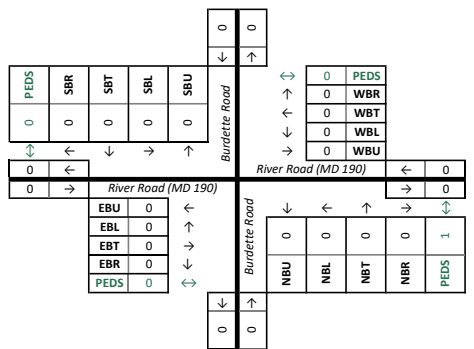 0 0
↓ ↑
Burdette Road
PEDS SBR SBT SBL SBU
0 0 0 0 0
↕ ← ↓ → ↑
↔ 0 PEDS
↑ 0 WBR
← 0 WBT
↓ 0 WBL
→ 0 WBU
0 ←
River Road (MD 190)
← 0
0 →
River Road (MD 190)
→ 0
EBU 0 ←
EBL 0 ↑
EBT 0 →
EBR 0 ↓
PEDS 0 ↔
Burdette Road
↓ ← ↑ → ↕
0 0 0 0 1
NBU NBL NBT NBR PEDS
↓ ↑
0 0